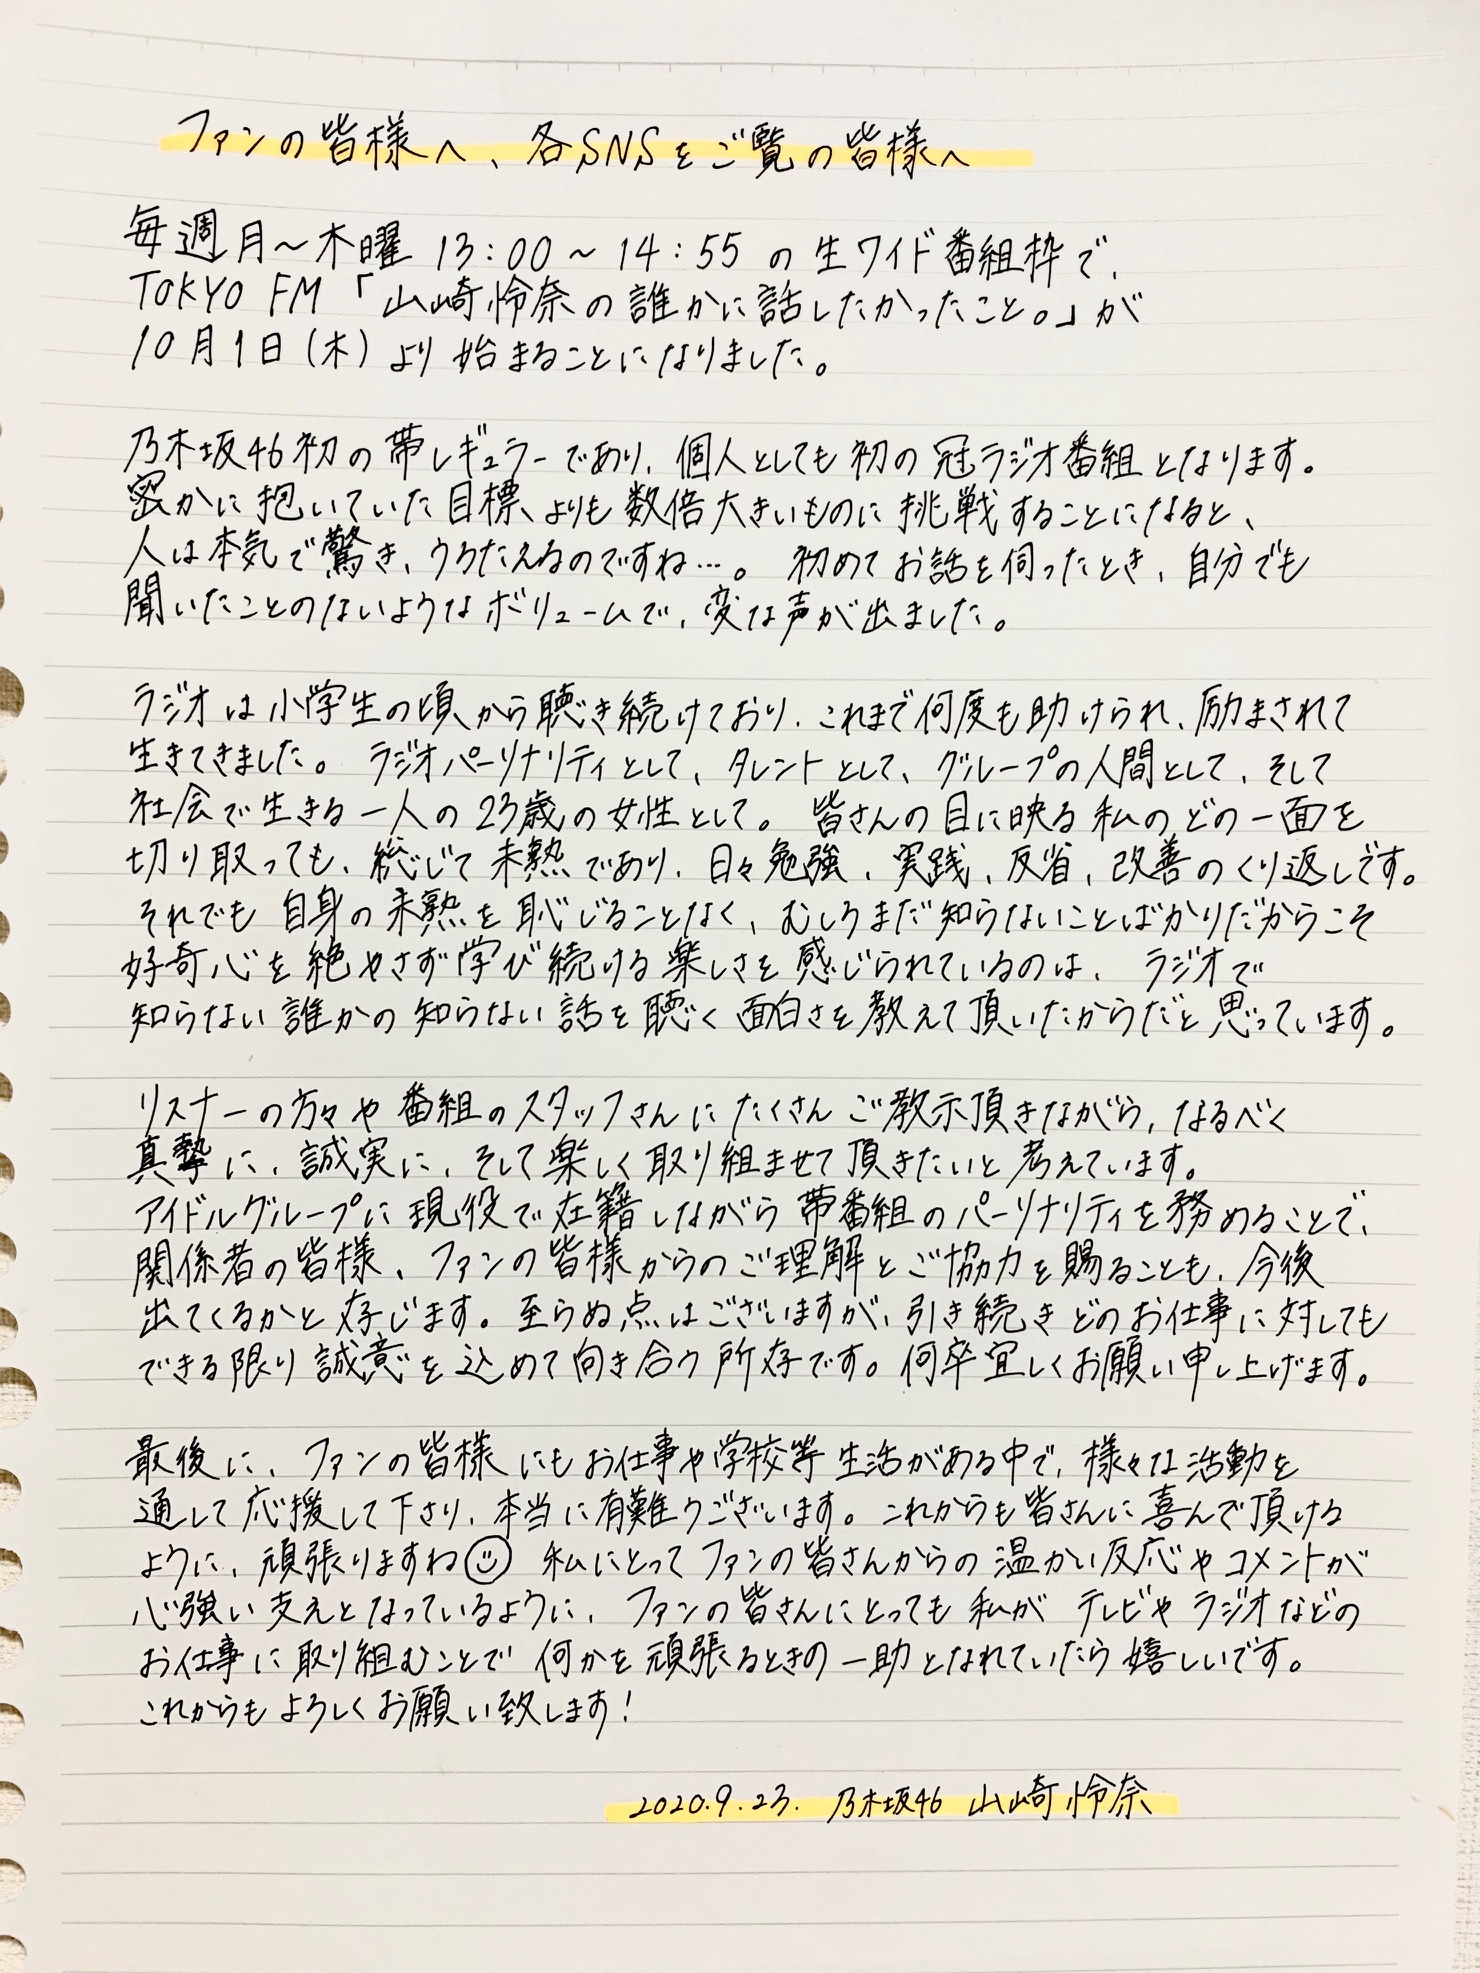 ファンの皆様へ、各SNSをご覧の皆様へ
毎週月〜木曜 13:00〜14:55の生ワイド番組枠で、
TOKYO FM「山崎怜奈の誰かに話したかったこと。」が
10月1日(木)より始まることになりました。
乃木坂46初の帯レギュラーであり、個人としても初の冠ラジオ番組となります。
密かに抱いていた目標よりも数倍大きいものに挑戦することになると、
人は本気で驚き、うろたえるのですね…。初めてお話を伺ったとき、自分でも
聞いたことのないようなボリュームで、変な声が出ました。
ラジオは小学生の頃から聴き続けており、これまで何度も助けられ、励まされて
生きてきました。ラジオパーソナリティとして、タレントとして、グループの人間として、そして
社会で生きる一人の23歳の女性として。皆さんの目に映る私のどの一面を
切り取っても、総じて未熟であり、日々勉強、実践、反省、改善のくり返しです。
それでも自身の未熟を恥じることなく、むしろまだ知らないことばかりだからこそ
好奇心を絶やさず学び続ける楽しさを感じられているのは、ラジオで
知らない誰かの知らない話を聴く面白さを教えて頂いたからだと思っています。
リスナーの方々や番組のスタッフさんにたくさんご教示頂きながら、なるべく
真摯に、誠実に、そして楽しく取り組ませて頂きたいと考えています。
アイドルグループに現役で在籍しながら帯番組のパーソナリティを務めることで、
関係者の皆様、ファンの皆様からのご理解とご協力を賜ることも、今後
出てくるかと存じます。至らぬ点はございますが、引き続きどのお仕事に対しても
できる限り誠意を込めて向き合う所存です。何卒宜しくお願い申し上げます。
最後に、ファンの皆様にもお仕事や学校等生活がある中で、様々な活動を
通して応援して下さり、本当に有難うございます。これからも皆さんに喜んで頂ける
ように、頑張りますね☺ 私にとってファンの皆さんからの温かい反応やコメントが
心強い支えとなっているように、ファンの皆さんにとっても私がテレビやラジオなどの
お仕事に取り組むことで何かを頑張るときの一助となれていたら嬉しいです。
これからもよろしくお願い致します!
2020.9.23. 乃木坂46 山崎怜奈